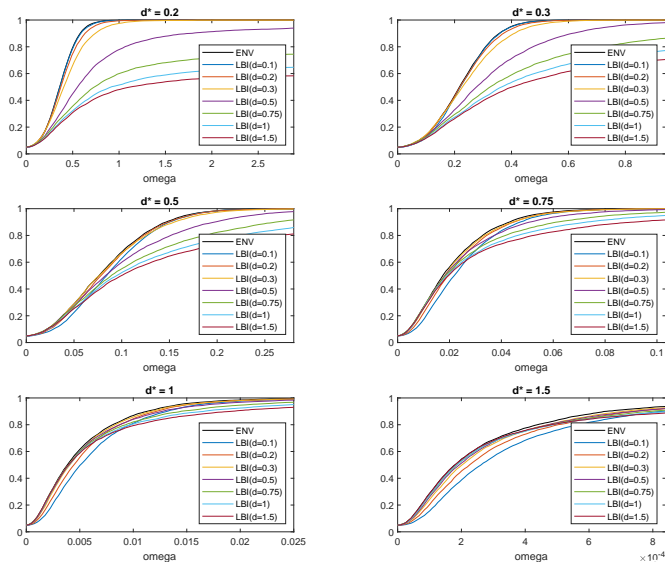 d* = 0.2
1
0.8
0.6
0.4
0.2
0
0 0.5 1 1.5 2 2.5
omega
ENV
LBI(d=0.1)
LBI(d=0.2)
LBI(d=0.3)
LBI(d=0.5)
LBI(d=0.75)
LBI(d=1)
LBI(d=1.5)
d* = 0.3
1
0.8
0.6
0.4
0.2
0
0 0.2 0.4 0.6 0.8
omega
ENV
LBI(d=0.1)
LBI(d=0.2)
LBI(d=0.3)
LBI(d=0.5)
LBI(d=0.75)
LBI(d=1)
LBI(d=1.5)
d* = 0.5
1
0.8
0.6
0.4
0.2
0
0 0.05 0.1 0.15 0.2 0.25
omega
ENV
LBI(d=0.1)
LBI(d=0.2)
LBI(d=0.3)
LBI(d=0.5)
LBI(d=0.75)
LBI(d=1)
LBI(d=1.5)
d* = 0.75
1
0.8
0.6
0.4
0.2
0
0 0.02 0.04 0.06 0.08 0.1
omega
ENV
LBI(d=0.1)
LBI(d=0.2)
LBI(d=0.3)
LBI(d=0.5)
LBI(d=0.75)
LBI(d=1)
LBI(d=1.5)
d* = 1
1
0.8
0.6
0.4
0.2
0
0 0.005 0.01 0.015 0.02 0.025
omega
ENV
LBI(d=0.1)
LBI(d=0.2)
LBI(d=0.3)
LBI(d=0.5)
LBI(d=0.75)
LBI(d=1)
LBI(d=1.5)
d* = 1.5
1
0.8
0.6
0.4
0.2
0
0 2 4 6 8
omega
×10⁻⁴
ENV
LBI(d=0.1)
LBI(d=0.2)
LBI(d=0.3)
LBI(d=0.5)
LBI(d=0.75)
LBI(d=1)
LBI(d=1.5)